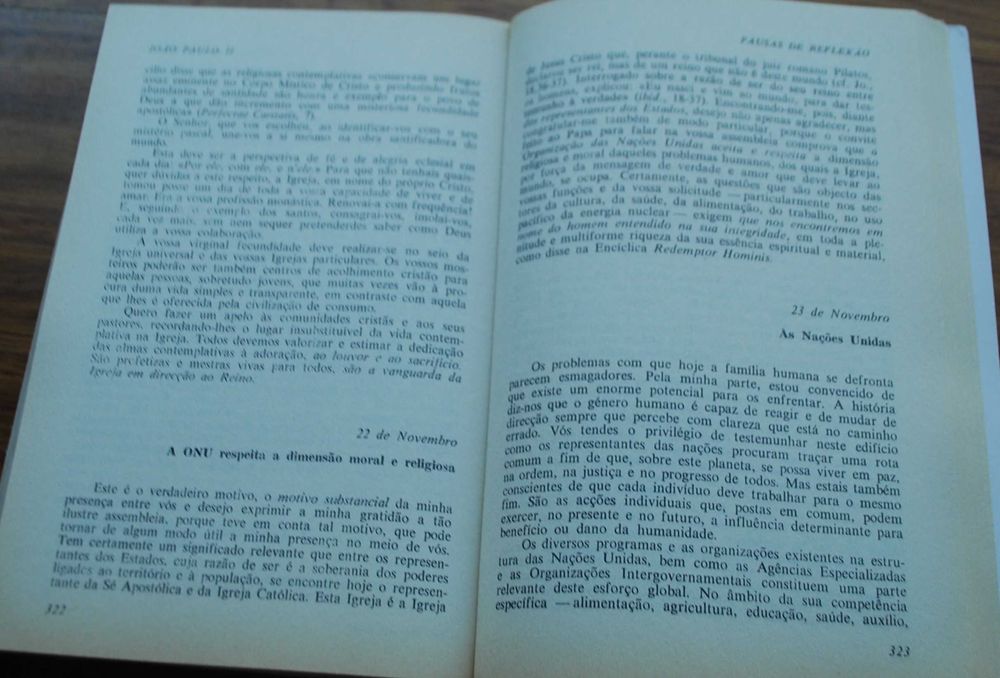 JOÃO PAULO II
cílio disse que as religiosas contemplativas «conservam um lugar
assaz eminente no Corpo Místico de Cristo e produzindo frutos
abundantes de santidade, são honra e exemplo para o povo de
Deus a que dão incremento com uma misteriosa fecundidade
apostólica» (Perfectae Caritatis, 7).
O Senhor, que vos escolheu, ao identificar-vos com o seu
mistério pascal, une-vos a si mesmo na obra santificadora do
mundo.
Esta deve ser a perspectiva de fé e de alegria eclesial em
cada dia: «Por ele, com ele, e n'ele.» Para que não tenhais quais-
quer dúvidas a este respeito, a Igreja, em nome do próprio Cristo,
tomou posse um dia de toda a vossa capacidade de viver e de
amar. Era a vossa profissão monástica. Renovai-a com frequência!
E, seguindo o exemplo dos santos, consagrai-vos, imolai-vos,
cada vez mais, sem nem sequer pretenderdes saber como Deus
utiliza a vossa colaboração.
A vossa virginal fecundidade deve realizar-se no seio da
Igreja universal e das vossas Igrejas particulares. Os vossos mos-
teiros poderão ser também centros de acolhimento cristão para
aquelas pessoas, sobretudo jovens, que muitas vezes vão à pro-
cura duma vida simples e transparente, em contraste com aquela
que lhes é oferecida pela civilização de consumo.
Quero fazer um apelo às comunidades cristãs e aos seus
pastores, recordando-lhes o lugar insubstituível da vida contem-
plativa na Igreja. Todos devemos valorizar e estimar a dedicação
das almas contemplativas à adoração, ao louvor e ao sacrifício.
São profetizas e mestras vivas para todos, são a vanguarda da
Igreja em direcção ao Reino.
22 de Novembro
A ONU respeita a dimensão moral e religiosa
Este é o verdadeiro motivo, o motivo substancial da minha
presença entre vós e desejo exprimir a minha gratidão a tão
ilustre assembleia, porque teve em conta tal motivo, que pode
tornar de algum modo útil a minha presença no meio de vós.
Tem certamente um significado relevante que entre os represen-
tantes dos Estados, cuja razão de ser é a soberania dos poderes
ligados ao território e à população, se encontre hoje o represen-
tante da Sé Apostólica e da Igreja Católica. Esta Igreja é a Igreja
322
PAUSAS DE REFLEXÃO
de Jesus Cristo que, perante o tribunal do juiz romano Pilatos,
declarou ser rei, mas de um reino que não é deste mundo (cf. Jo.,
18,36-37). Interrogado sobre a razão de ser do seu reino entre
os homens, explicou: «Eu nasci e vim ao mundo, para dar tes-
temunho à verdade» (ibid., 18-37). Encontrando-me, pois, diante
dos representantes dos Estados, desejo não apenas agradecer, mas
congratular-me também de modo particular, porque o convite
feito ao Papa para falar na vossa assembleia comprova que a
Organização das Nações Unidas aceita e respeita a dimensão
religiosa e moral daqueles problemas humanos, dos quais a Igreja,
por força da mensagem de verdade e amor que deve levar ao
mundo, se ocupa. Certamente, as questões que são objecto das
vossas funções e da vossa solicitude — particularmente nos sec-
tores da cultura, da saúde, da alimentação, do trabalho, no uso
pacífico da energia nuclear — exigem que nos encontremos em
nome do homem entendido na sua integridade, em toda a ple-
nitude e multiforme riqueza da sua essência espiritual e material,
como disse na Encíclica Redemptor Hominis.
23 de Novembro
As Nações Unidas
Os problemas com que hoje a família humana se defronta
parecem esmagadores. Pela minha parte, estou convencido de
que existe um enorme potencial para os enfrentar. A história
diz-nos que o género humano é capaz de reagir e de mudar de
direcção sempre que percebe com clareza que está no caminho
errado. Vós tendes o privilégio de testemunhar neste edifício
como os representantes das nações procuram traçar uma rota
comum a fim de que, sobre este planeta, se possa viver em paz,
na ordem, na justiça e no progresso de todos. Mas estais também
conscientes de que cada indivíduo deve trabalhar para o mesmo
fim. São as acções individuais que, postas em comum, podem
exercer, no presente e no futuro, a influência determinante para
benefício ou dano da humanidade.
Os diversos programas e as organizações existentes na estru-
tura das Nações Unidas, bem como as Agências Especializadas
e as Organizações Intergovernamentais constituem uma parte
relevante deste esforço global. No âmbito da sua competência
específica — alimentação, agricultura, educação, saúde, auxílio,
323